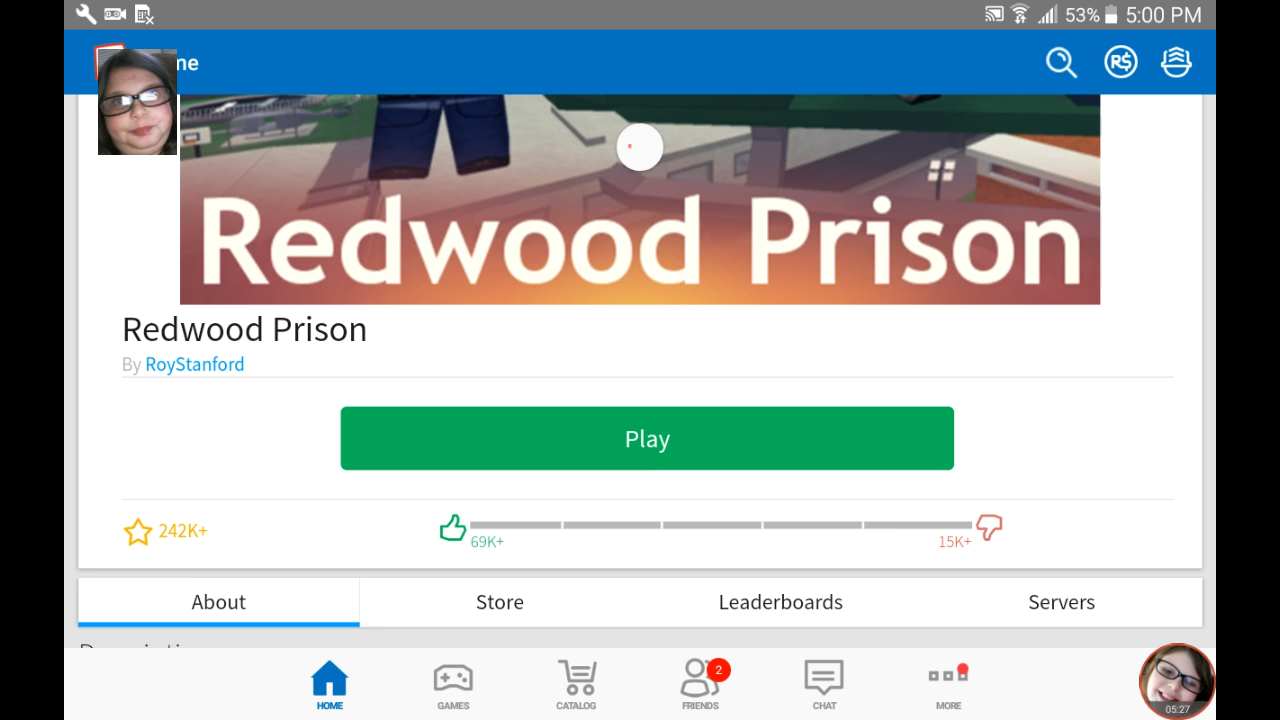 53% 5:00 PM
me
R$
Redwood Prison
Redwood Prison
By RoyStanford
Play
242K+
69K+ 15K+
About Store Leaderboards Servers
2
HOME GAMES CATALOG FRIENDS CHAT MORE
05:27